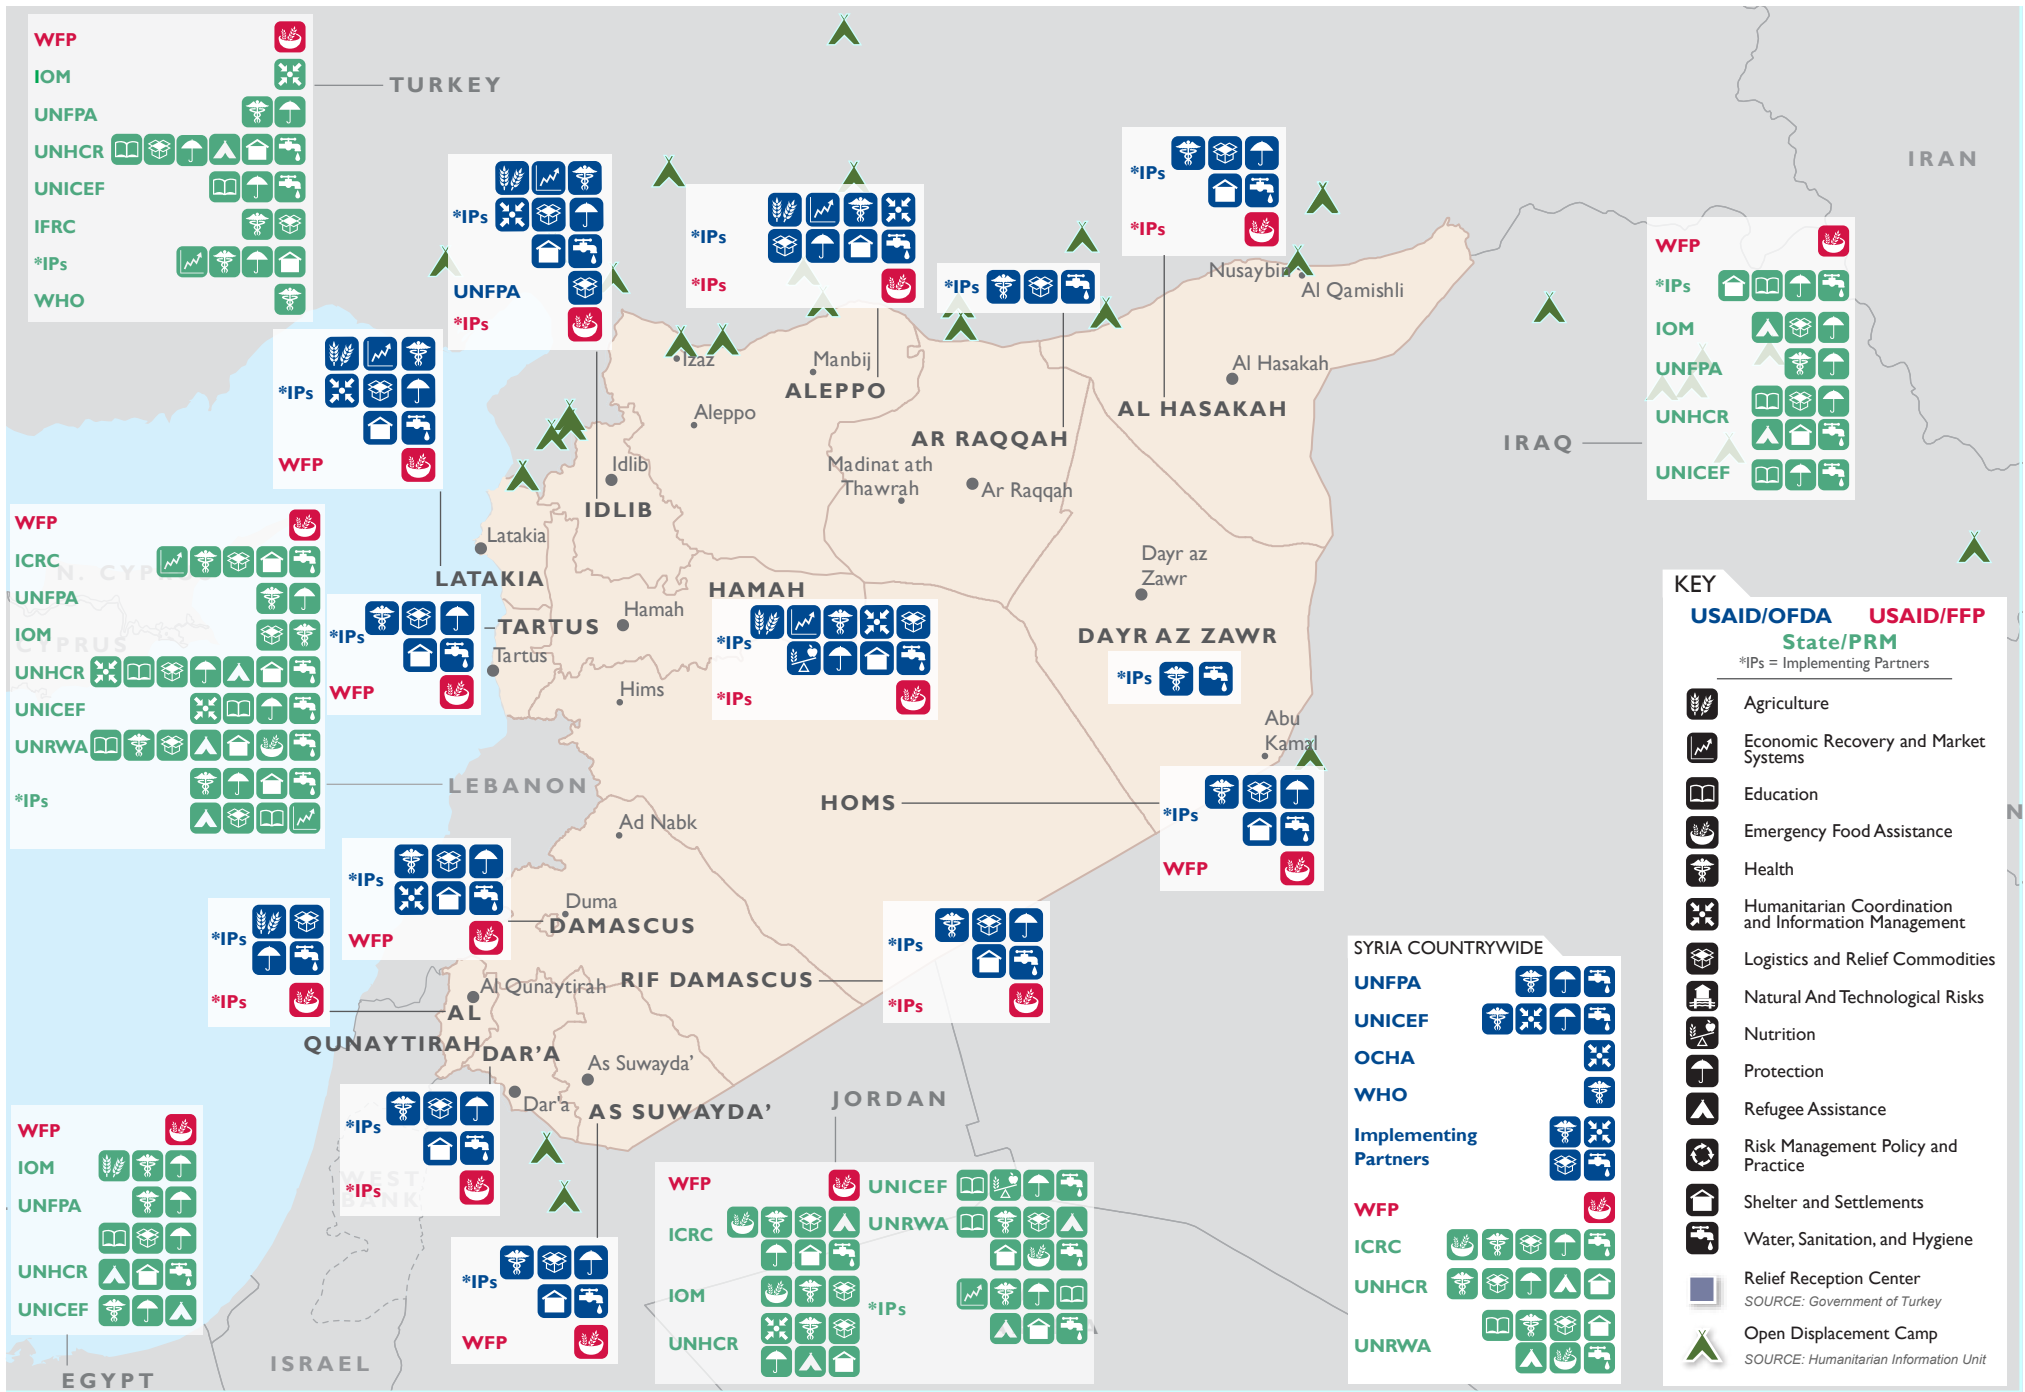 WFP
IOM
UNFPA
UNHCR
UNICEF
IFRC
*IPs
WHO
TURKEY
*IPs
UNFPA
*IPs
*IPs
*IPs
*IPs
*IPs
*IPs
IRAN
WFP
*IPs
IOM
UNFPA
UNHCR
UNICEF
IRAQ
Nusaybin
Al Qamishli
Izaz
Manbij
ALEPPO
Aleppo
Al Hasakah
AL HASAKAH
AR RAQQAH
Madinat ath
Thawrah
Ar Raqqah
*IPs
WFP
Idlib
IDLIB
Latakia
LATAKIA
WFP
ICRC
N. CYPRUS
UNFPA
IOM
CYPRUS
UNHCR
UNICEF
UNRWA
*IPs
LEBANON
HAMAH
Hamah
*IPs
*IPs
*IPs
WFP
TARTUS
Tartus
Hims
Dayr az
Zawr
DAYR AZ ZAWR
*IPs
Abu
Kamal
HOMS
*IPs
WFP
Ad Nabk
*IPs
WFP
Duma
DAMASCUS
*IPs
*IPs
RIF DAMASCUS
*IPs
*IPs
Al Qunaytirah
AL
QUNAYTIRAH
DAR'A
As Suwayda'
Dar'a
AS SUWAYDA'
*IPs
*IPs
WEST
BANK
JORDAN
WFP
IOM
UNFPA
UNHCR
UNICEF
EGYPT
ISRAEL
*IPs
WFP
WFP
ICRC
IOM
UNHCR
UNICEF
UNRWA
*IPs
SYRIA COUNTRYWIDE
UNFPA
UNICEF
OCHA
WHO
Implementing
Partners
WFP
ICRC
UNHCR
UNRWA
N
KEY
USAID/OFDA USAID/FFP
State/PRM
*IPs = Implementing Partners
Agriculture
Economic Recovery and Market
Systems
Education
Emergency Food Assistance
Health
Humanitarian Coordination
and Information Management
Logistics and Relief Commodities
Natural And Technological Risks
Nutrition
Protection
Refugee Assistance
Risk Management Policy and
Practice
Shelter and Settlements
Water, Sanitation, and Hygiene
Relief Reception Center
SOURCE: Government of Turkey
Open Displacement Camp
SOURCE: Humanitarian Information Unit